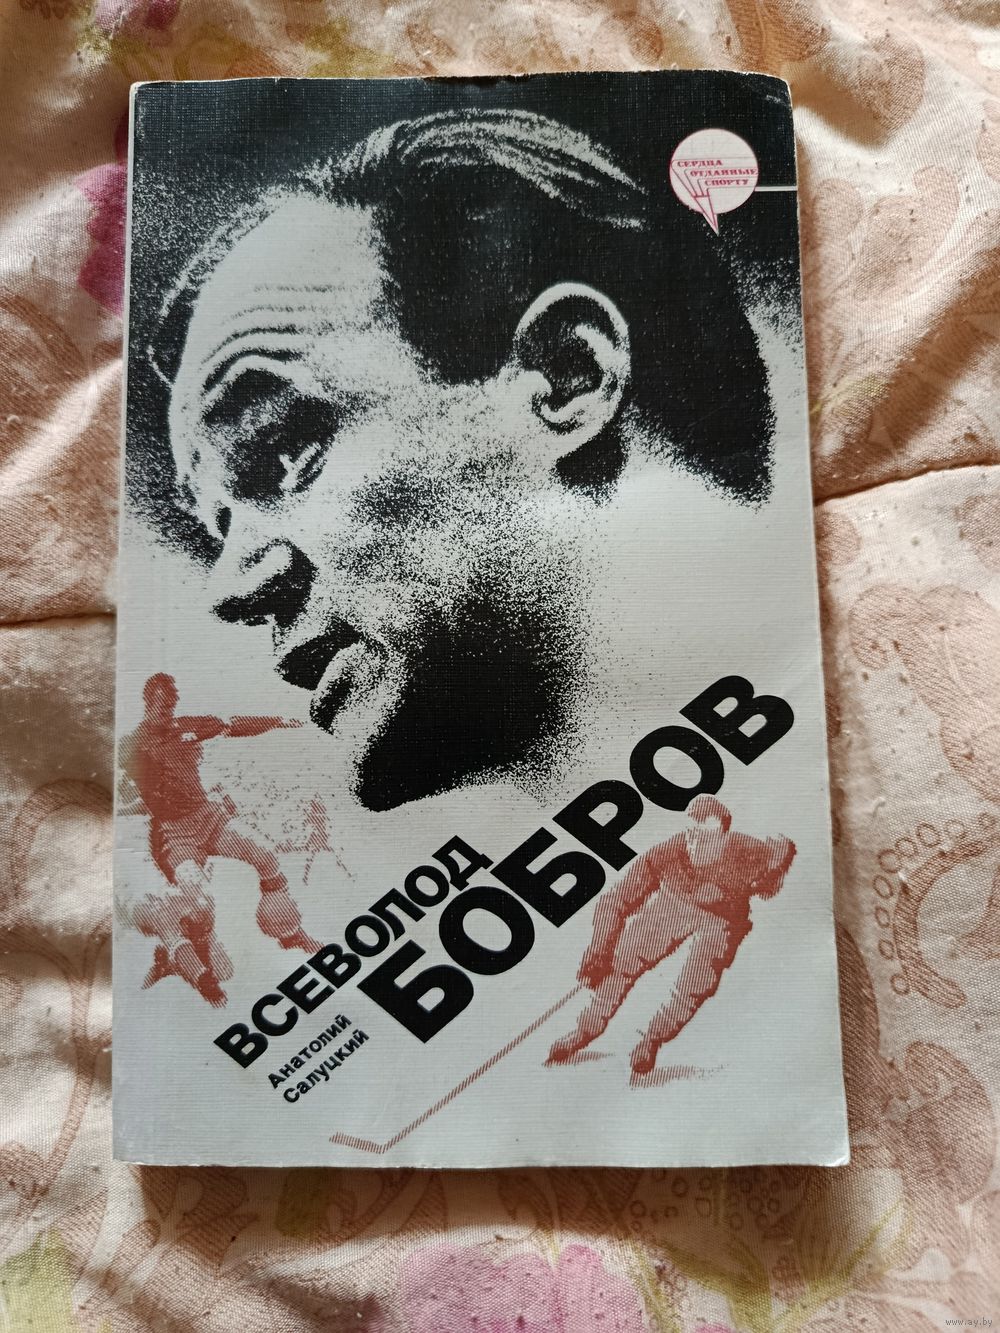 СЕРДЦА
ОТДАННЫЕ
СПОРТУ
ВСЕВОЛОД
БОБРОВ
Анатолий
Салуцкий
www.ay.by